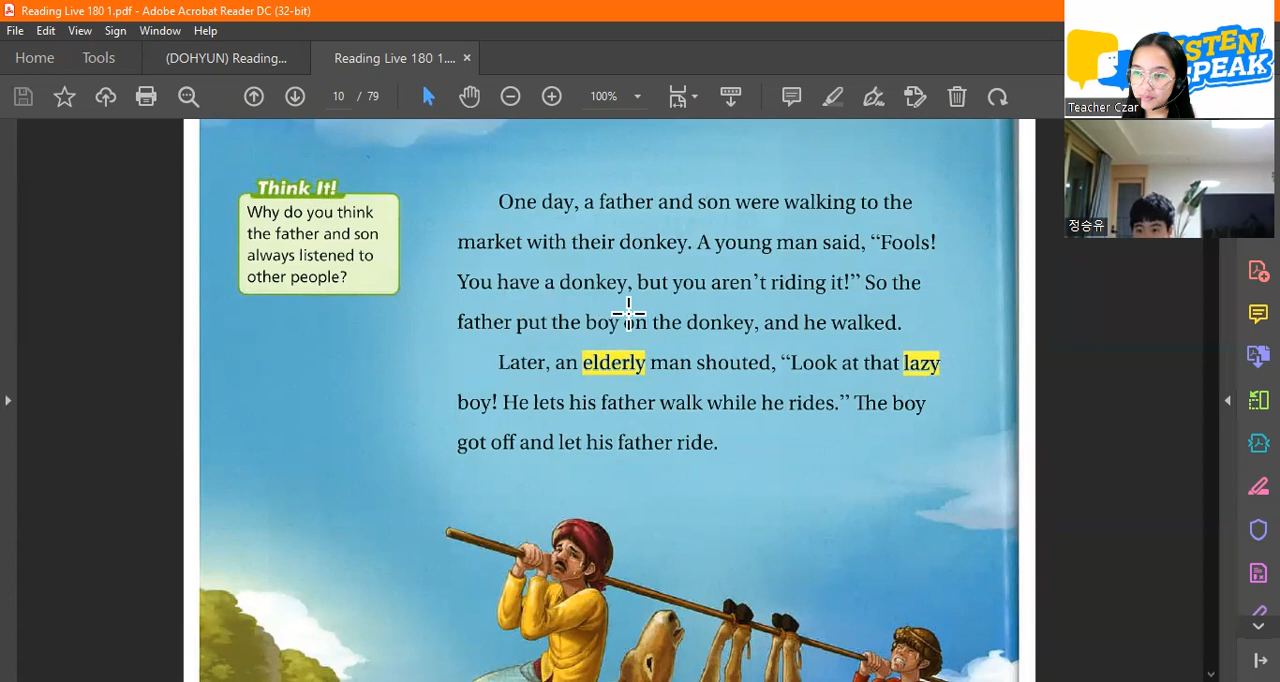 Reading Live 180 1.pdf - Adobe Acrobat Reader DC (32-bit)
File Edit View Sign Window Help
Home Tools (DOHYUN) Reading... Reading Live 180 1.... ×
10 / 79 100%
Teacher Czar
정승유
Think It!
Why do you think
the father and son
always listened to
other people?
One day, a father and son were walking to the
market with their donkey. A young man said, “Fools!
You have a donkey, but you aren’t riding it!” So the
father put the boy on the donkey, and he walked.
Later, an elderly man shouted, “Look at that lazy
boy! He lets his father walk while he rides.” The boy
got off and let his father ride.